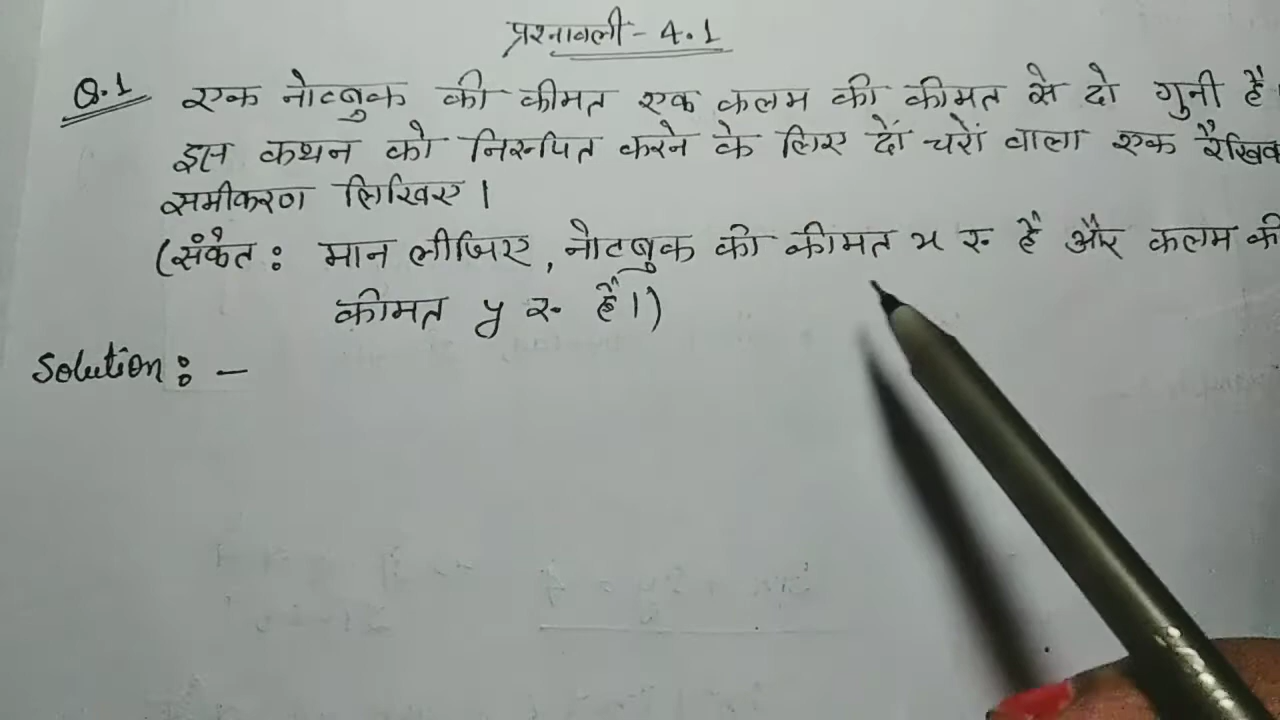 प्रश्नावली - 4.1
Q.1 एक नोटबुक की कीमत एक कलम की कीमत से दो गुनी है।
इस कथन को निरुपित करने के लिए दों चरों वाला एक रैखिक
समीकरण लिखिए।
(संकेत : मान लीजिए, नोटबुक की कीमत x रु॰ है और कलम की
कीमत y रु॰ है।)
Solution : -